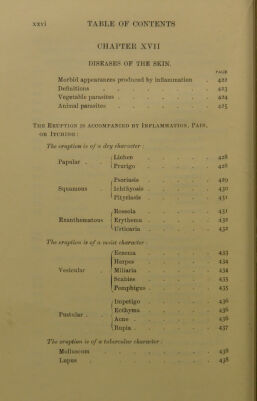 xxvi TABLE OF CONTENTS
CHAPTER XVII
DISEASES OF THE SKIN.
PAGE
Morbid appearances produced by inflammation . 422
Definitions . . . . . . . 423
Vegetable parasites . . . . . . 424
Animal parasites . . . . . . 425
THE ERUPTION IS ACCOMPANIED BY INFLAMMATION, PAIN,
OR ITCHING:
The eruption is of a dry character:
Papular . . { Lichen . . . . . 428
Prurigo . . . . . 428
Squamous { Psoriasis . . . . . 429
Ichthyosis . . . . . 430
Pityriasis . . . . . 431
Exanthematous { Roseola . . . . . 431
Erythema . . . . . 432
Urticaria . . . . . 432
The eruption is of a moist character:
Vesicular { Eczema . . . . . 433
Herpes . . . . . 434
Miliaria . . . . . 434
Scabies . . . . . 435
Pemphigus . . . . . 435
Pustular . . { Impetigo . . . . . 436
Ecthyma . . . . . 436
Acne . . . . . . 436
Rupia . . . . . . 437
The eruption is of a tubercular character:
Molluscum . . . . . . . 438
Lupus . . . . . . . 438